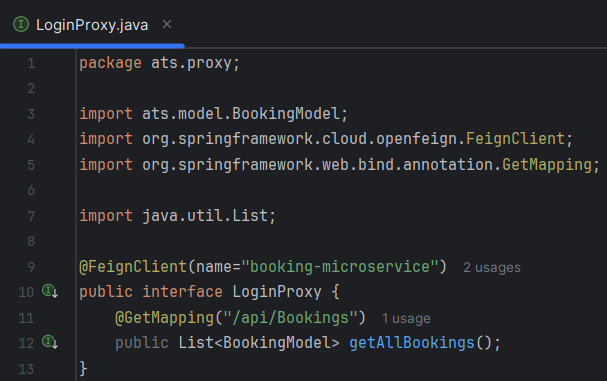 LoginProxy.java
1 package ats.proxy;
2
3 import ats.model.BookingModel;
4 import org.springframework.cloud.openfeign.FeignClient;
5 import org.springframework.web.bind.annotation.GetMapping;
6
7 import java.util.List;
8
9 @FeignClient(name="booking-microservice") 2 usages
10 public interface LoginProxy {
11 @GetMapping("/api/Bookings") 1 usage
12 public List<BookingModel> getAllBookings();
13 }